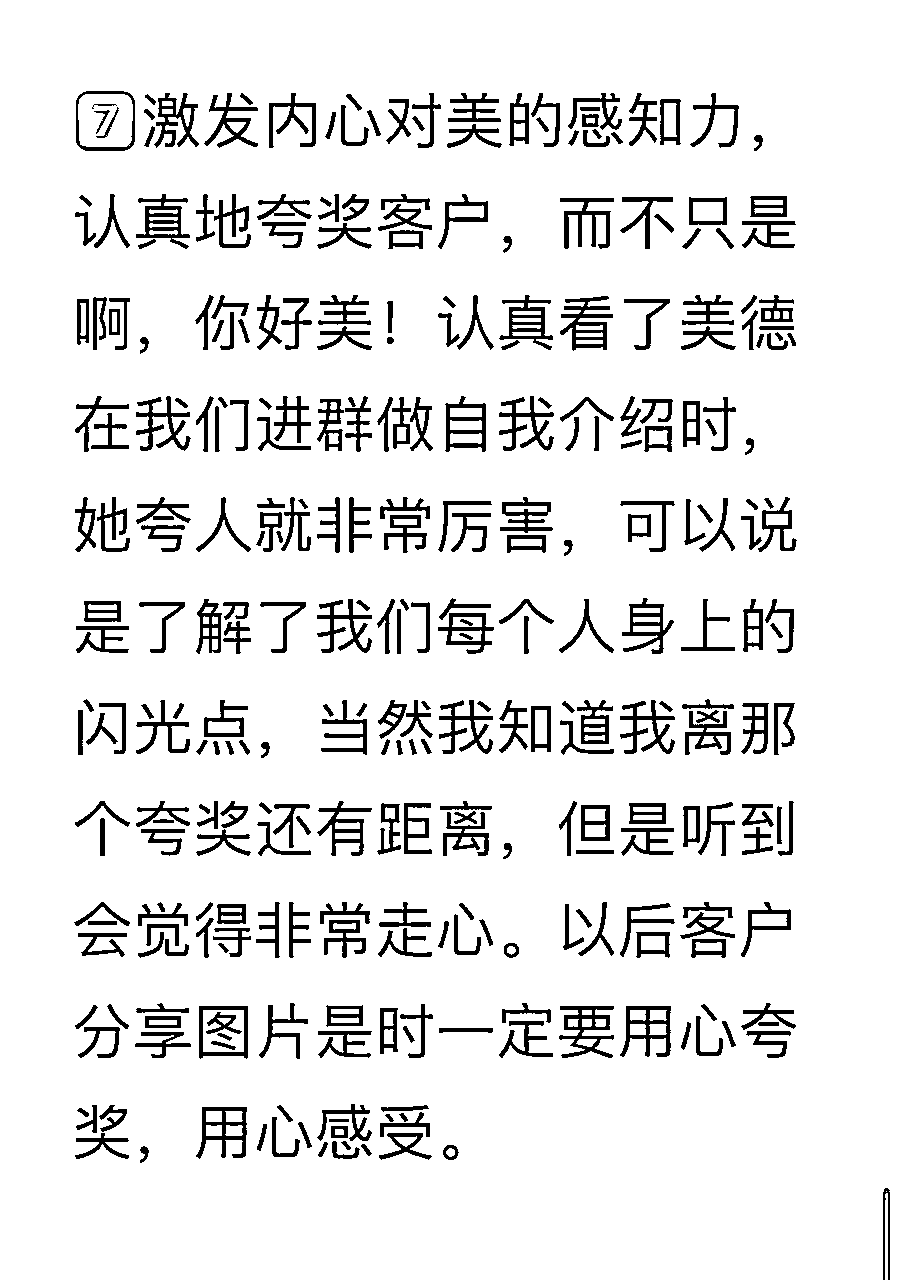 7️⃣激发内心对美的感知力，
认真地夸奖客户，而不只是
啊，你好美！认真看了美德
在我们进群做自我介绍时，
她夸人就非常厉害，可以说
是了解了我们每个人身上的
闪光点，当然我知道我离那
个夸奖还有距离，但是听到
会觉得非常走心。以后客户
分享图片是时一定要用心夸
奖，用心感受。